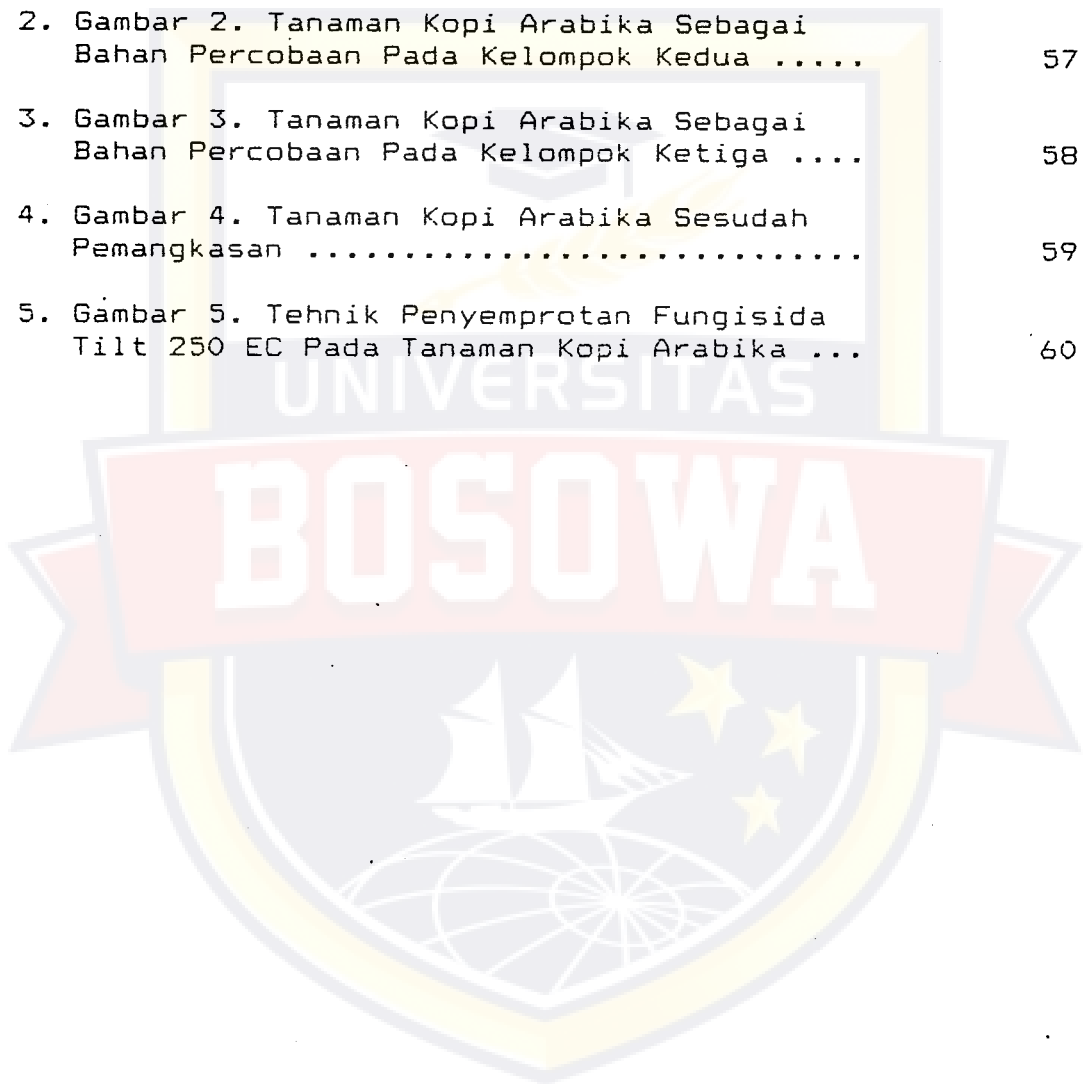 2. Gambar 2. Tanaman Kopi Arabika Sebagai
Bahan Percobaan Pada Kelompok Kedua ..... 57
3. Gambar 3. Tanaman Kopi Arabika Sebagai
Bahan Percobaan Pada Kelompok Ketiga .... 58
4. Gambar 4. Tanaman Kopi Arabika Sesudah
Pemangkasan ............................. 59
5. Gambar 5. Tehnik Penyemprotan Fungisida
Tilt 250 EC Pada Tanaman Kopi Arabika ... 60
UNIVERSITAS
BOSOWA